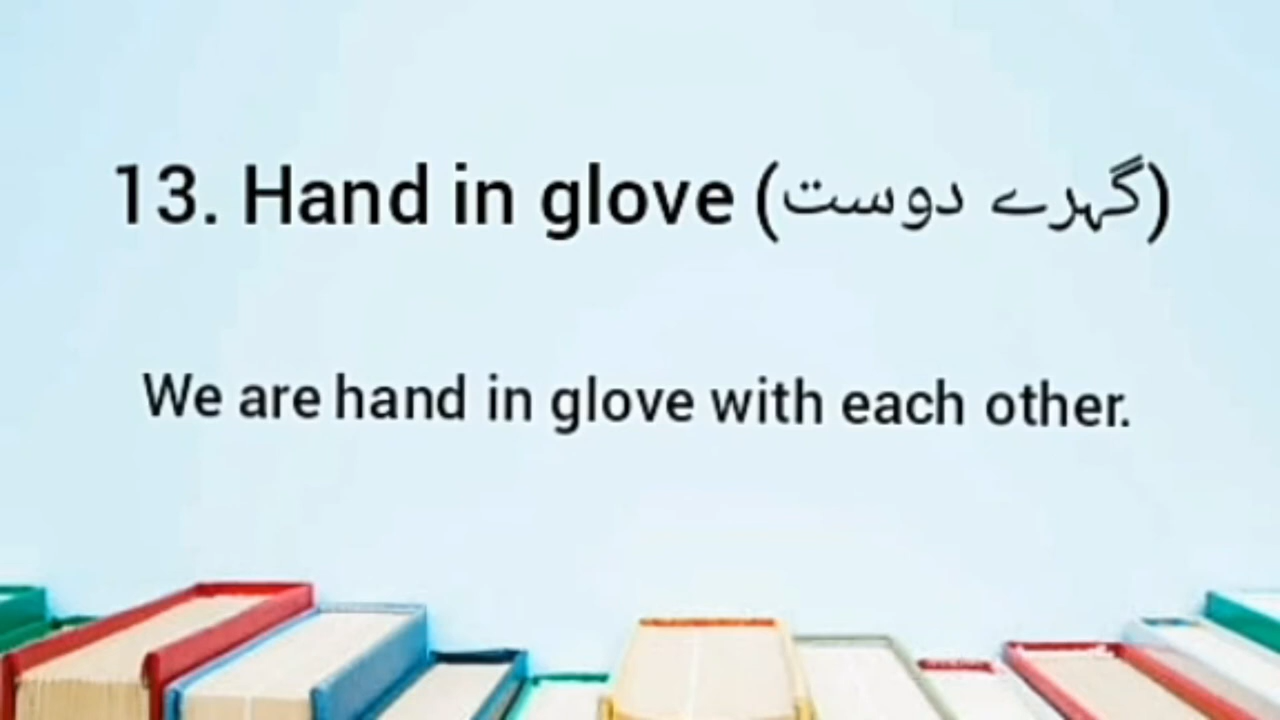 13. Hand in glove (گہرے دوست)
We are hand in glove with each other.